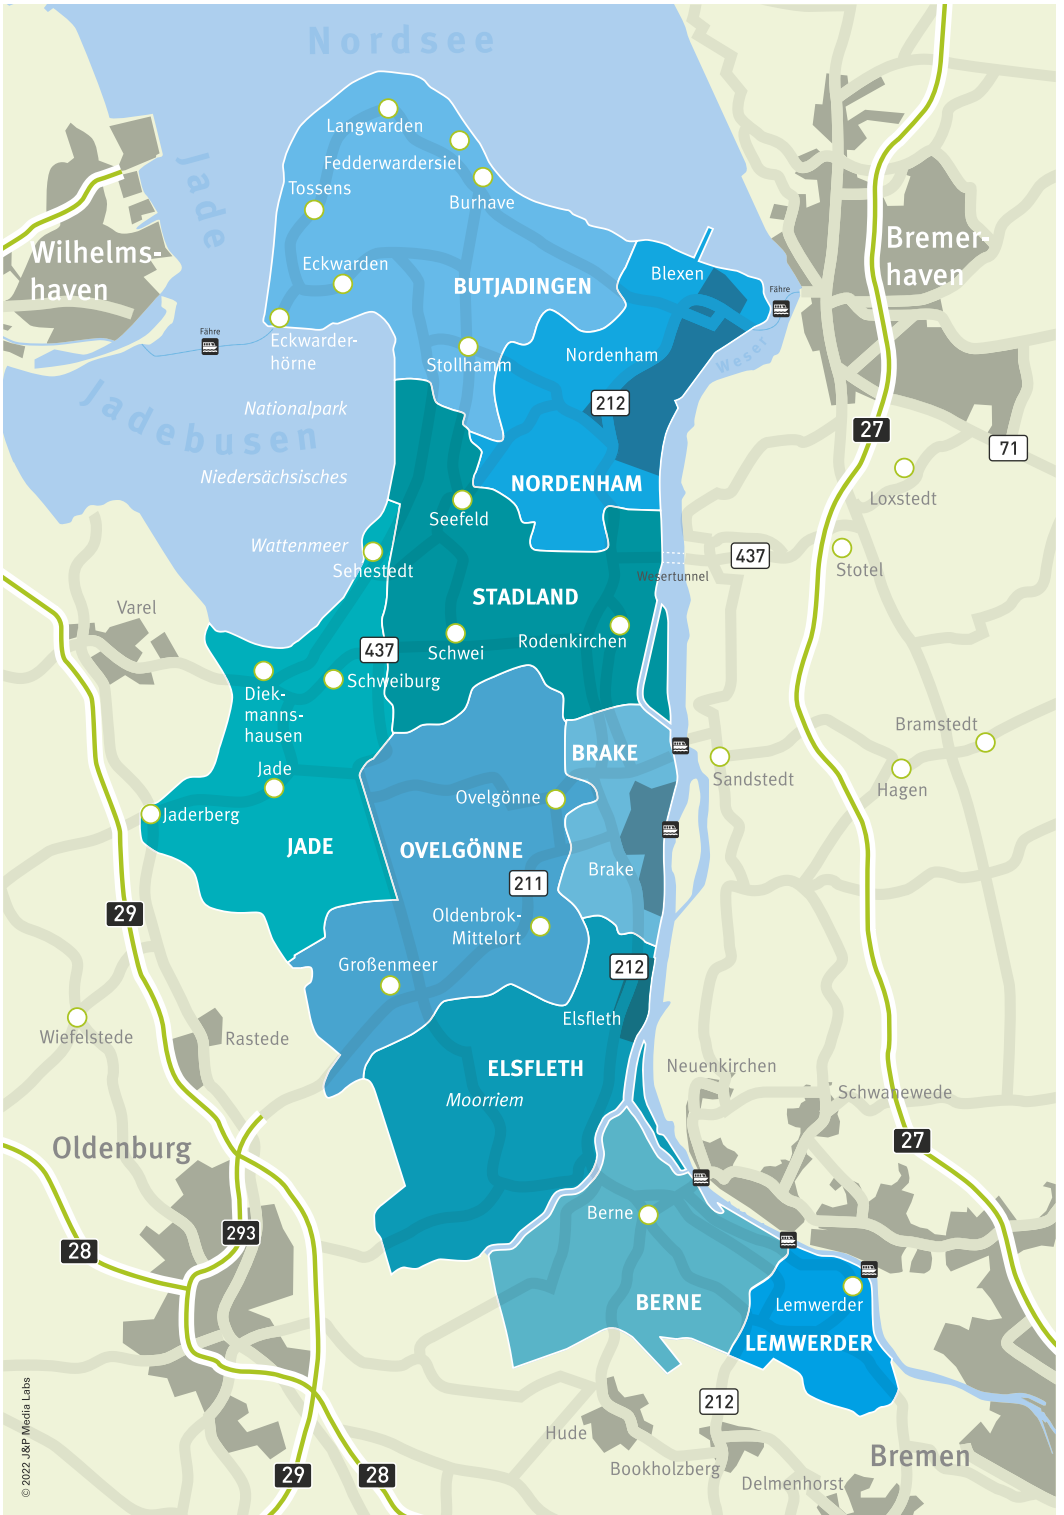 Nordsee
Langwarden
Fedderwardersiel
Tossens
Burhave
Jade
Wilhelms-
haven
Bremer-
haven
Eckwarden
BUTJADINGEN
Blexen
Fähre
Fähre
Eckwarder-
hörne
Stollhamm
Nordenham
Weser
Jadebusen
Nationalpark
Niedersächsisches
Wattenmeer
212
27
71
NORDENHAM
Loxstedt
Seefeld
Sehestedt
437
Stotel
Wesertunnel
STADLAND
Varel
437
Schwei
Rodenkirchen
Schweiburg
Diek-
manns-
hausen
Bramstedt
BRAKE
Jade
Sandstedt
Hagen
Ovelgönne
Jaderberg
JADE
OVELGÖNNE
Brake
211
29
Oldenbrok-
Mittelort
Großenmeer
212
Elsfleth
Wiefelstede
Rastede
ELSFLETH
Moorriem
Neuenkirchen
Schwanewede
Oldenburg
27
Berne
293
28
BERNE
Lemwerder
LEMWERDER
212
Hude
Bookholzberg
Bremen
Delmenhorst
29
28
© 2022 J&P Media Labs